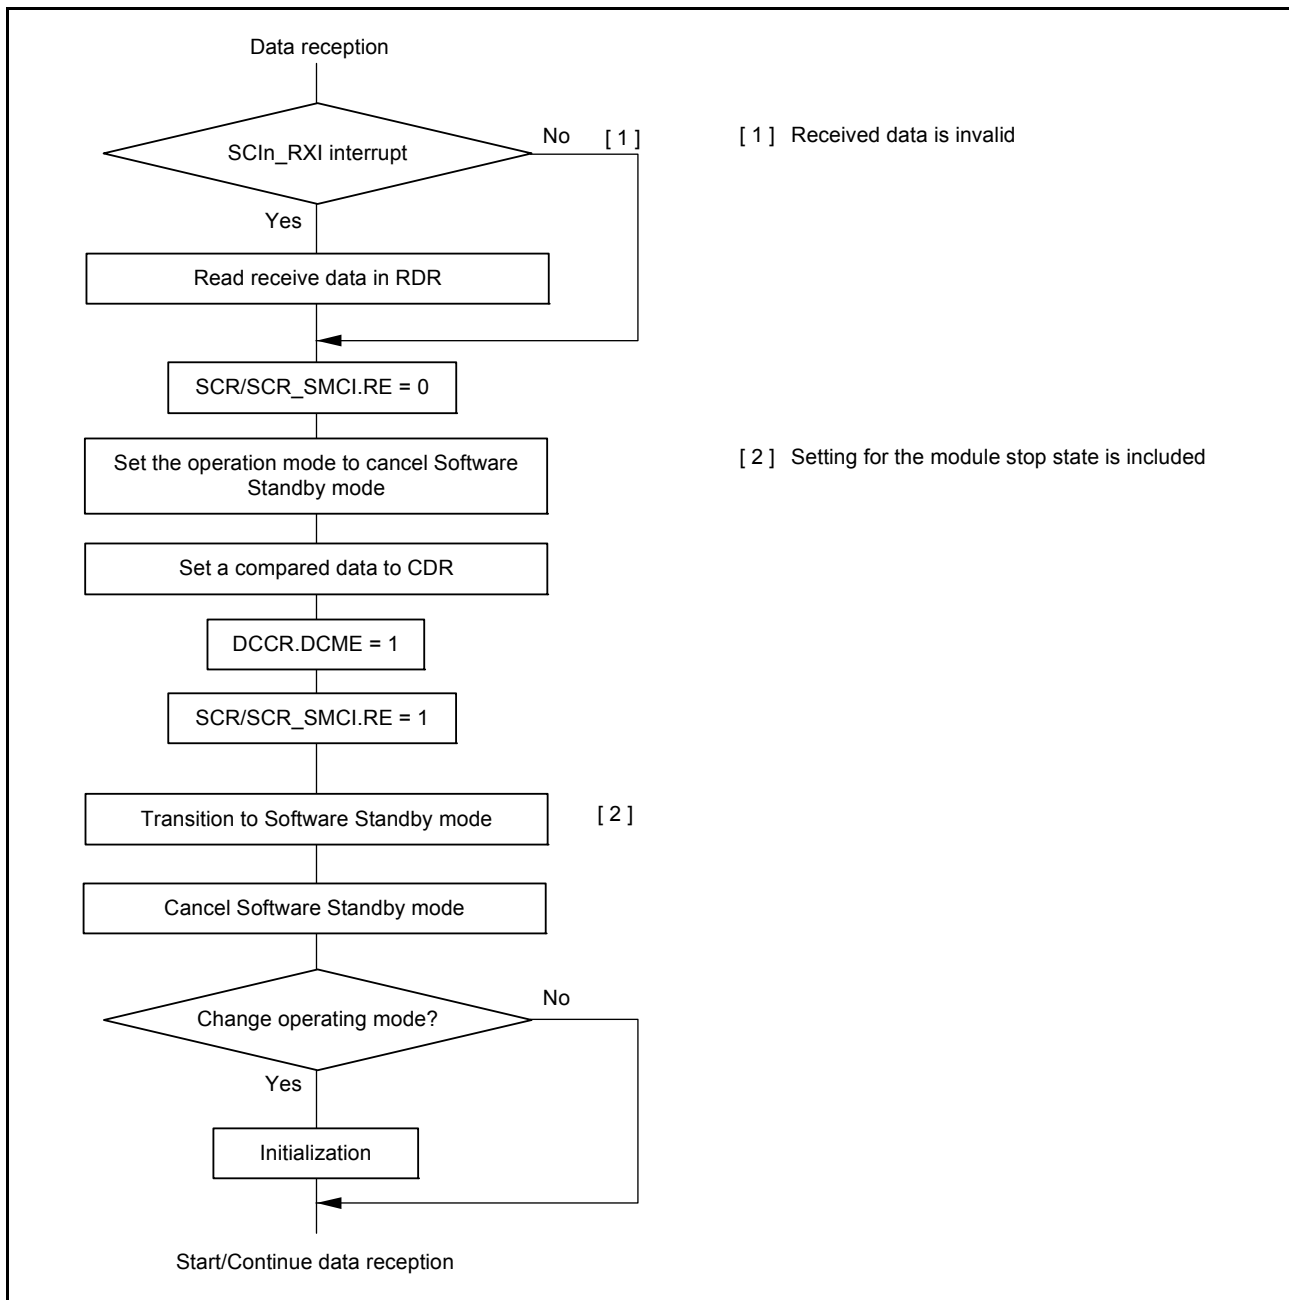 Data reception
SCIn_RXI interrupt
No
[ 1 ]
[ 1 ] Received data is invalid
Yes
Read receive data in RDR
SCR/SCR_SMCI.RE = 0
Set the operation mode to cancel Software
Standby mode
[ 2 ] Setting for the module stop state is included
Set a compared data to CDR
DCCR.DCME = 1
SCR/SCR_SMCI.RE = 1
Transition to Software Standby mode
[ 2 ]
Cancel Software Standby mode
Change operating mode?
No
Yes
Initialization
Start/Continue data reception